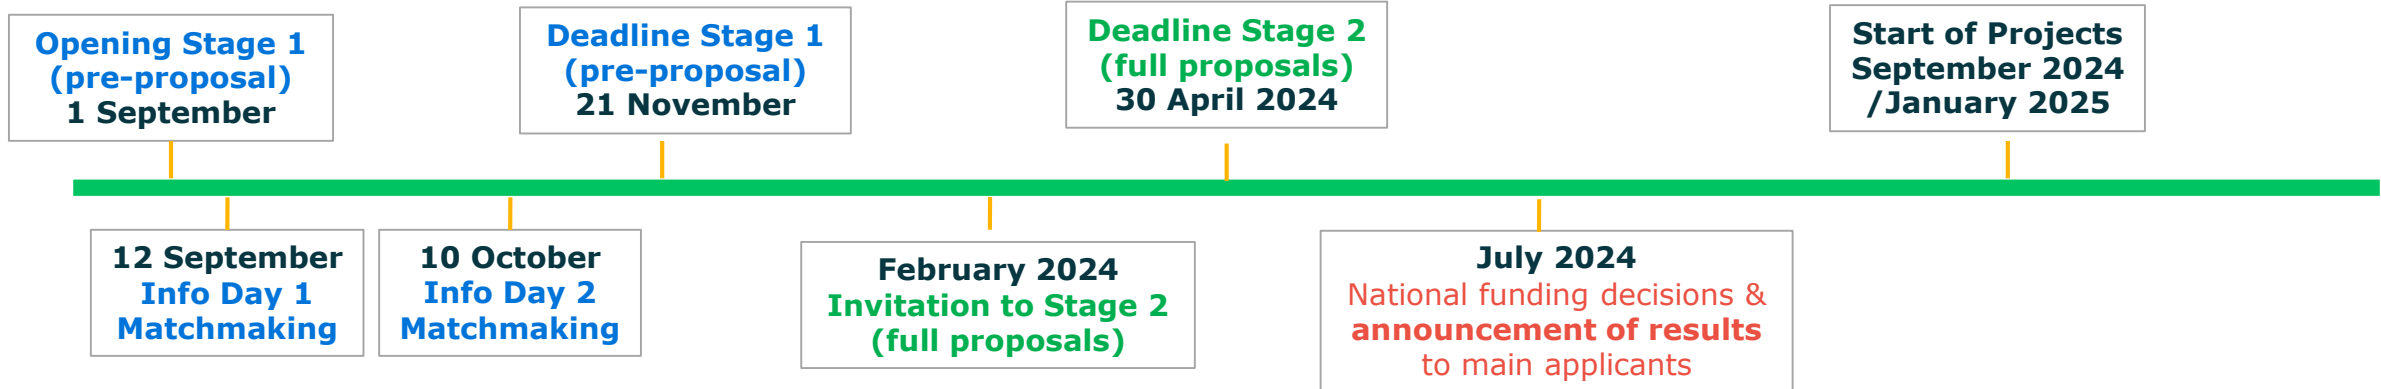 Opening Stage 1
(pre-proposal)
1 September
Deadline Stage 1
(pre-proposal)
21 November
Deadline Stage 2
(full proposals)
30 April 2024
Start of Projects
September 2024
/January 2025
12 September
Info Day 1
Matchmaking
10 October
Info Day 2
Matchmaking
February 2024
Invitation to Stage 2
(full proposals)
July 2024
National funding decisions &
announcement of results
to main applicants